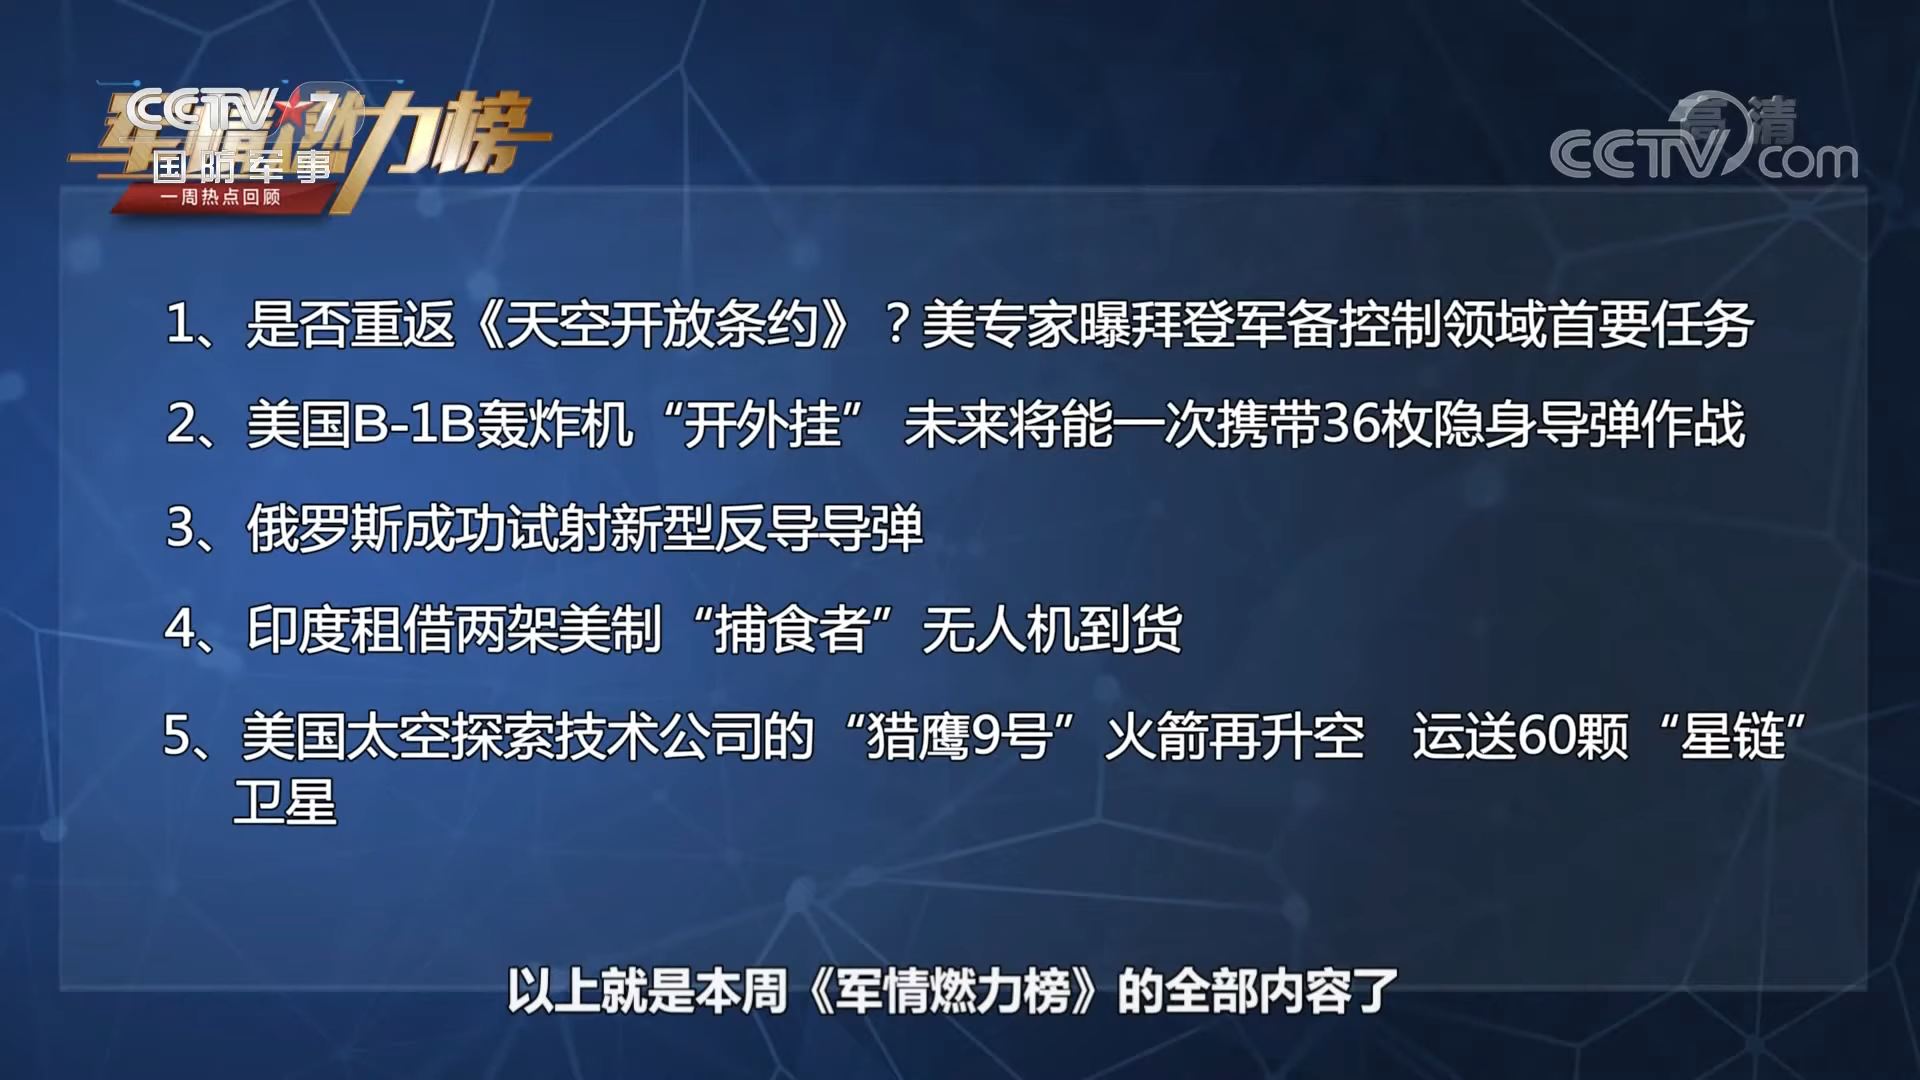 CCTV 7
军情燃力榜
国防军事
一周热点回顾
高清
CCTV com
1、是否重返《天空开放条约》？美专家曝拜登军备控制领域首要任务
2、美国B-1B轰炸机“开外挂” 未来将能一次携带36枚隐身导弹作战
3、俄罗斯成功试射新型反导导弹
4、印度租借两架美制“捕食者”无人机到货
5、美国太空探索技术公司的“猎鹰9号”火箭再升空 运送60颗“星链”
卫星
以上就是本周《军情燃力榜》的全部内容了